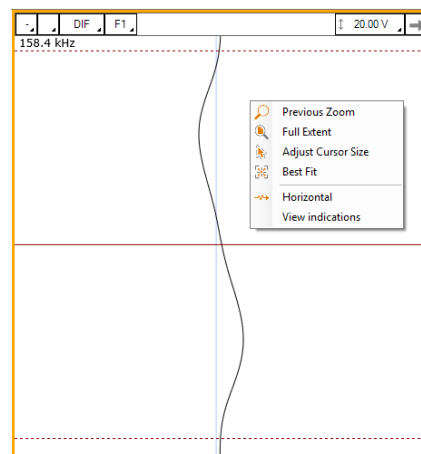 - DIF F1 20.00 V
158.4 kHz
Previous Zoom
Full Extent
Adjust Cursor Size
Best Fit
Horizontal
View indications